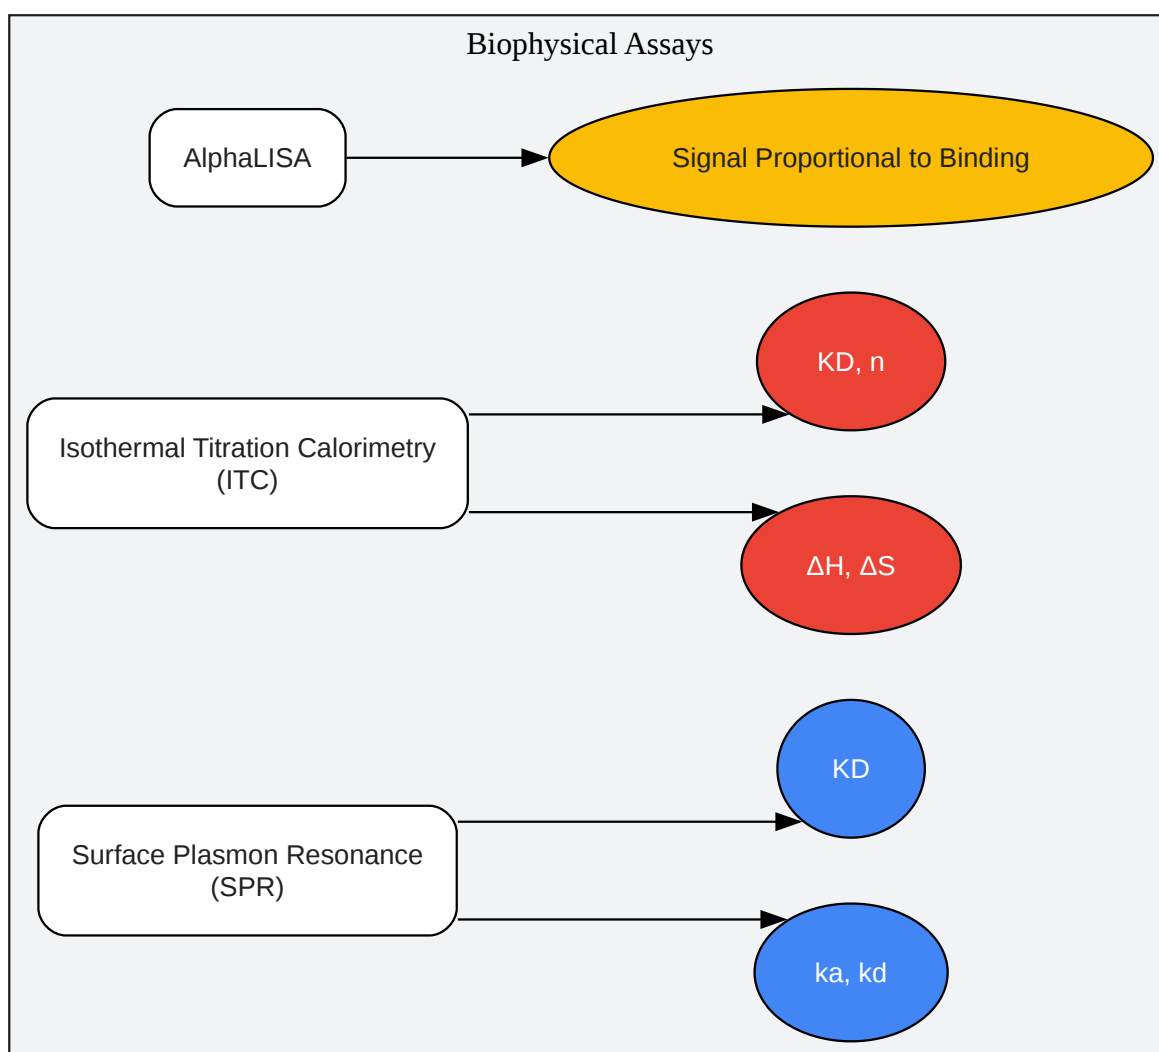 Biophysical Assays
AlphaLISA
Signal Proportional to Binding
KD, n
Isothermal Titration Calorimetry
(ITC)
ΔH, ΔS
KD
Surface Plasmon Resonance
(SPR)
ka, kd